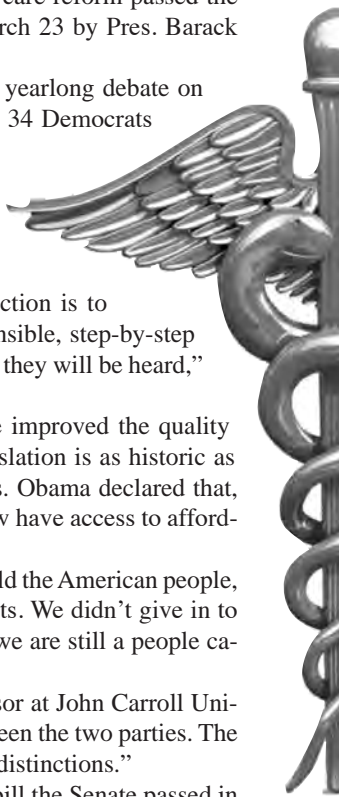 care reform passed the
rch 23 by Pres. Barack
yearlong debate on
34 Democrats
ction is to
nsible, step-by-step
they will be heard,”
e improved the quality
slation is as historic as
s. Obama declared that,
w have access to afford-
ld the American people,
ts. We didn’t give in to
we are still a people ca-
sor at John Carroll Uni-
een the two parties. The
distinctions.”
bill the Senate passed in